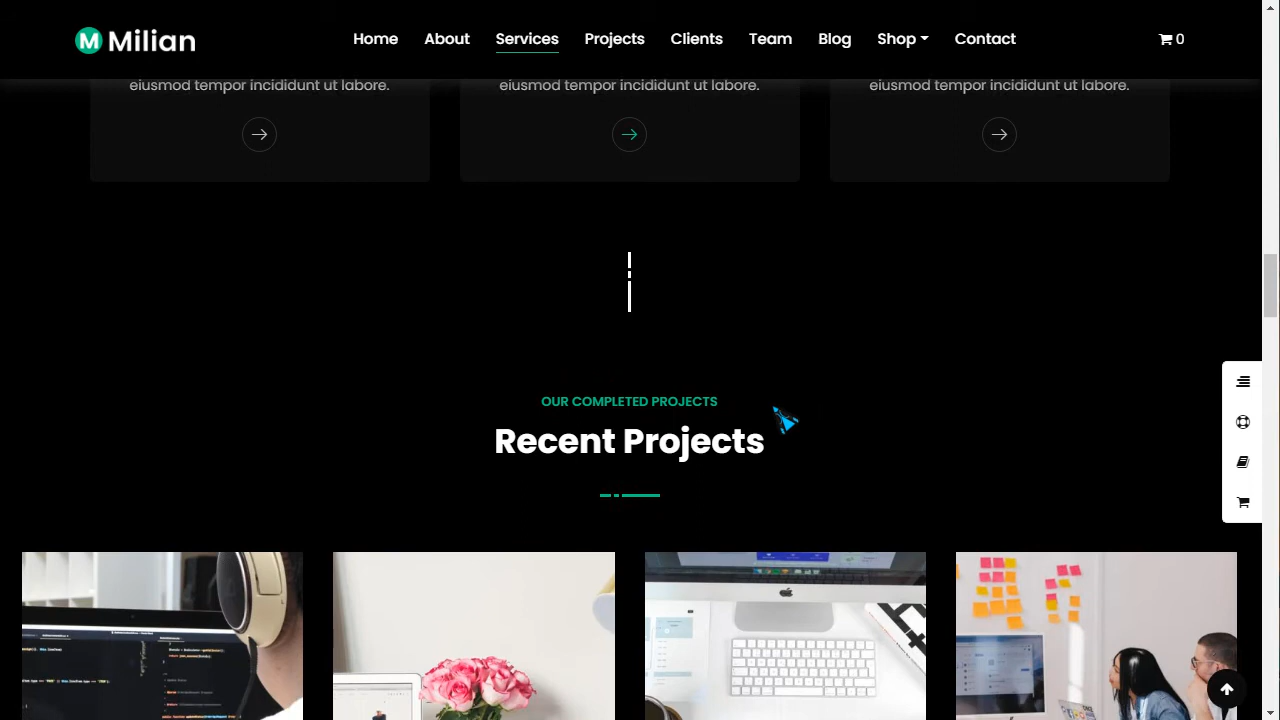 M Milian
Home About Services Projects Clients Team Blog Shop Contact 0
eiusmod tempor incididunt ut labore. eiusmod tempor incididunt ut labore. eiusmod tempor incididunt ut labore.
OUR COMPLETED PROJECTS
Recent Projects